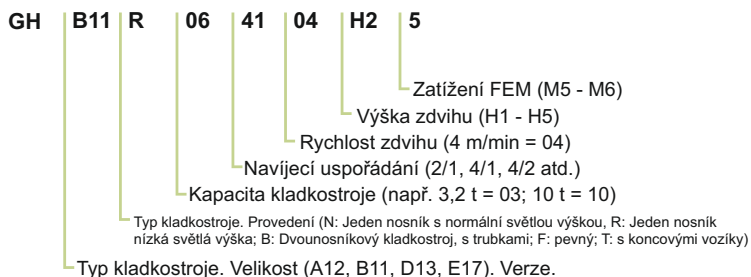 GH B11 R 06 41 04 H2 5
Zatížení FEM (M5 - M6)
Výška zdvihu (H1 - H5)
Rychlost zdvihu (4 m/min = 04)
Navíjecí uspořádání (2/1, 4/1, 4/2 atd.)
Kapacita kladkostroje (např. 3,2 t = 03; 10 t = 10)
Typ kladkostroje. Provedení (N: Jeden nosník s normální světlou výškou, R: Jeden nosník
nízká světlá výška; B: Dvounosníkový kladkostroj, s trubkami; F: pevný; T: s koncovými vozíky)
Typ kladkostroje. Velikost (A12, B11, D13, E17). Verze.